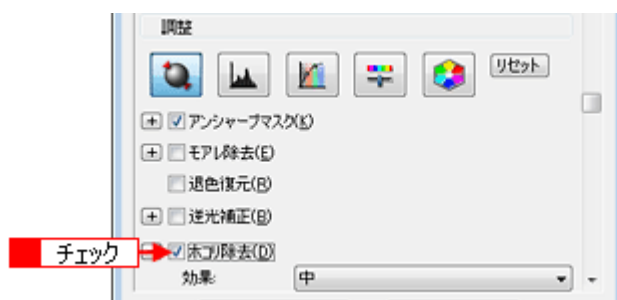 調整
リセット
アンシャープマスク(K)
モアレ除去(E)
退色復元(R)
逆光補正(B)
チェック
ホコリ除去(D)
効果:
中